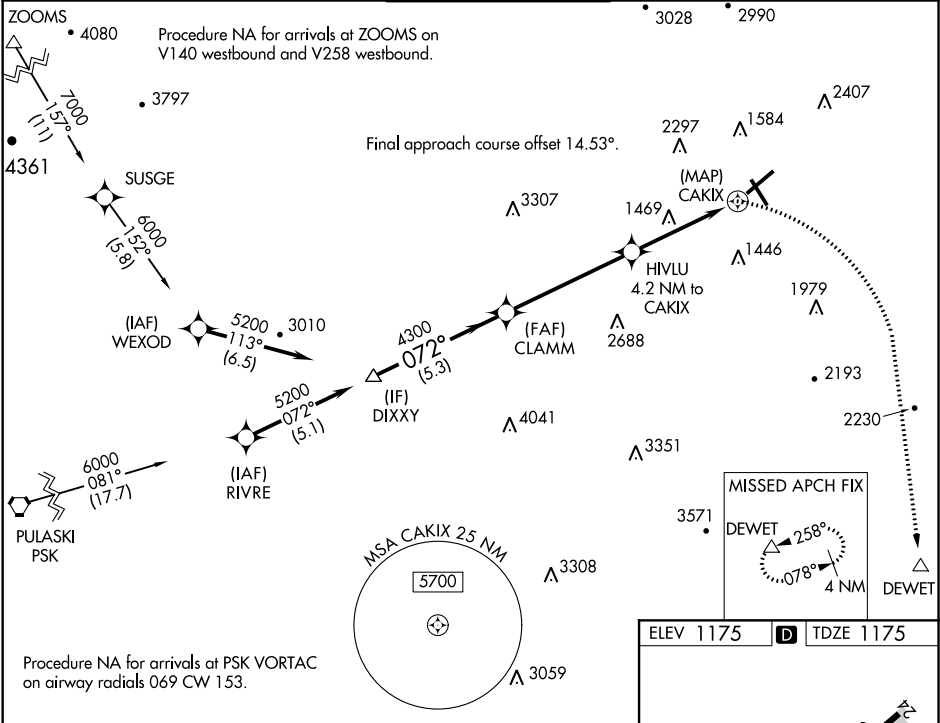 ZOOMS
4080
Procedure NA for arrivals at ZOOMS on
V140 westbound and V258 westbound.
3028
2990
7000
157°
(11)
3797
2407
4361
Final approach course offset 14.53°.
2297
1584
SUSGE
(MAP)
CAKIX
6000
152°
(5.8)
3307
1469
HIVLU
4.2 NM to
CAKIX
1446
1979
(IAF)
WEXOD
5200
113°
(6.5)
3010
4300
072°
(5.3)
(FAF)
CLAMM
2688
2193
(IF)
DIXXY
5200
072°
(5.1)
4041
2230
(IAF)
RIVRE
3351
6000
081°
(17.7)
PULASKI
PSK
MISSED APCH FIX
DEWET
258°
078°
4 NM
3571
DEWET
MSA CAKIX 25 NM
5700
3308
3059
Procedure NA for arrivals at PSK VORTAC
on airway radials 069 CW 153.
ELEV 1175 D TDZE 1175
24